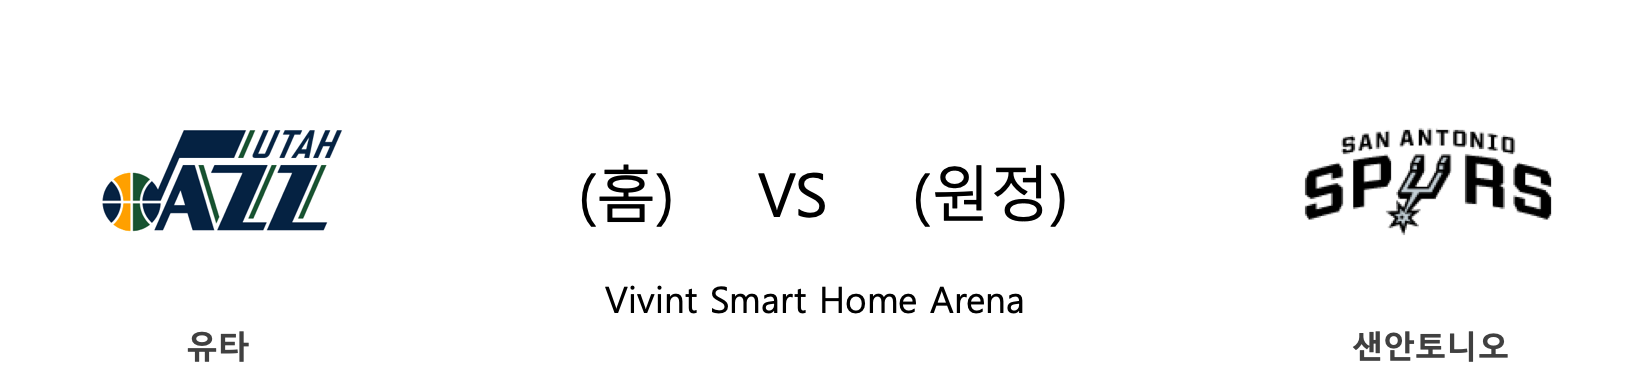 UTAH
JAZZ
SAN ANTONIO
SPURS
(홈) VS (원정)
Vivint Smart Home Arena
유타
샌안토니오